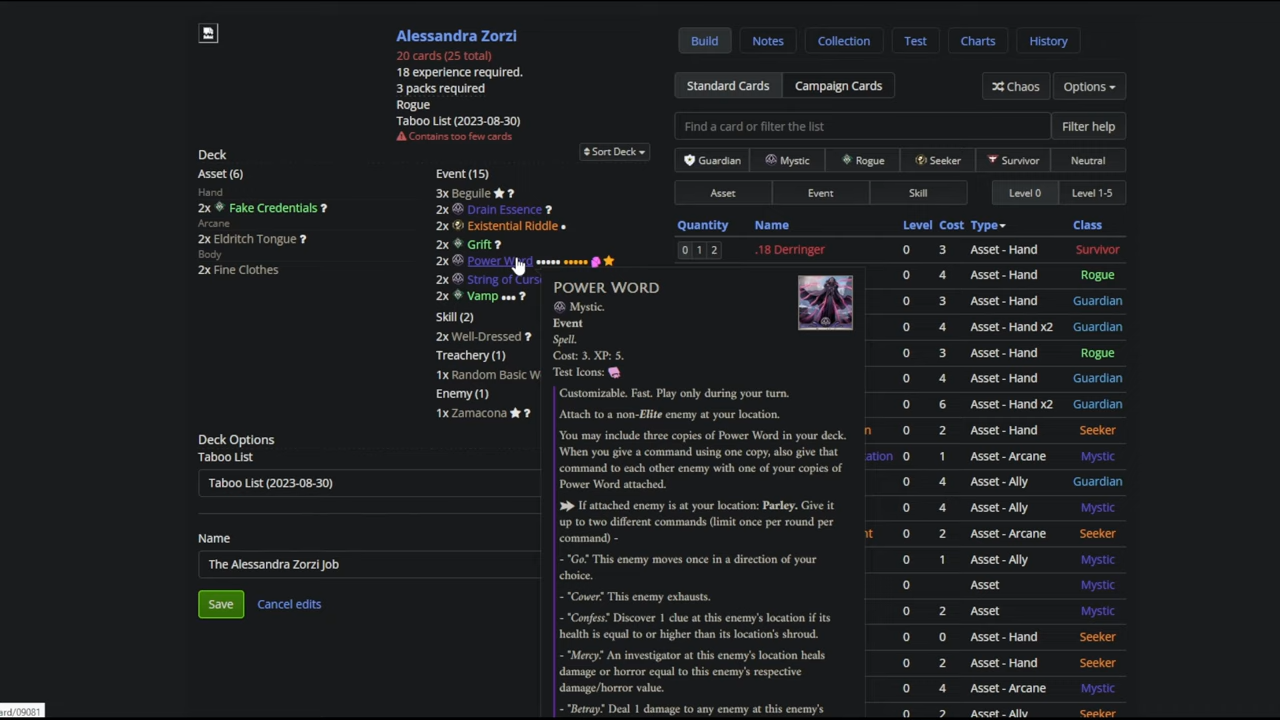 Alessandra Zorzi
20 cards (25 total)
18 experience required.
3 packs required
Rogue
Taboo List (2023-08-30)
Contains too few cards
Sort Deck
Deck
Asset (6)
Hand
2x Fake Credentials ?
Arcane
2x Eldritch Tongue ?
Body
2x Fine Clothes
Event (15)
3x Beguile ★ ?
2x Drain Essence ?
2x Existential Riddle •
2x Grift ?
2x Power Word
2x String of Curse
2x Vamp ••• ?
Skill (2)
2x Well-Dressed ?
Treachery (1)
1x Random Basic W
Enemy (1)
1x Zamacona ★ ?
Deck Options
Taboo List
Taboo List (2023-08-30)
Name
The Alessandra Zorzi Job
Save Cancel edits
ard/09081
Build Notes Collection Test Charts History
Standard Cards Campaign Cards Chaos Options
Find a card or filter the list Filter help
Guardian Mystic Rogue Seeker Survivor Neutral
Asset Event Skill Level 0 Level 1-5
Quantity Name Level Cost Type Class
0 1 2 .18 Derringer 0 3 Asset - Hand Survivor
0 4 Asset - Hand Rogue
0 3 Asset - Hand Guardian
0 4 Asset - Hand x2 Guardian
0 3 Asset - Hand Rogue
0 4 Asset - Hand Guardian
0 6 Asset - Hand x2 Guardian
n 0 2 Asset - Hand Seeker
ation 0 1 Asset - Arcane Mystic
0 4 Asset - Ally Guardian
0 4 Asset - Ally Mystic
nt 0 2 Asset - Arcane Seeker
0 1 Asset - Ally Mystic
0 Asset Mystic
0 2 Asset Mystic
0 0 Asset - Hand Seeker
0 2 Asset - Hand Seeker
0 4 Asset - Arcane Mystic
0 2 Asset - Ally Seeker
POWER WORD
Mystic.
Event
Spell.
Cost: 3. XP: 5.
Test Icons:
Customizable. Fast. Play only during your turn.
Attach to a non-Elite enemy at your location.
You may include three copies of Power Word in your deck.
When you give a command using one copy, also give that
command to each other enemy with one of your copies of
Power Word attached.
If attached enemy is at your location: Parley. Give it
up to two different commands (limit once per round per
command) -
- "Go." This enemy moves once in a direction of your
choice.
- "Cower." This enemy exhausts.
- "Confess." Discover 1 clue at this enemy's location if its
health is equal to or higher than its location's shroud.
- "Mercy." An investigator at this enemy's location heals
damage or horror equal to this enemy's respective
damage/horror value.
- "Betray." Deal 1 damage to any enemy at this enemy's